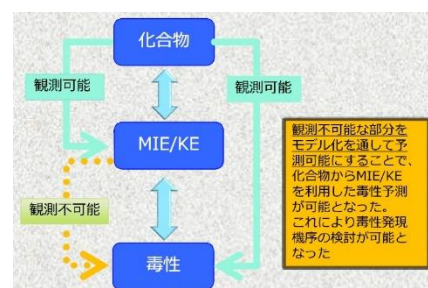 化合物
観測可能
観測可能
MIE/KE
観測不可能
毒性
観測不可能な部分を
モデル化を通して予
測可能にすることで、
化合物からMIE/KE
を利用した毒性予測
が可能となった。
これにより毒性発現
機序の検討が可能と
なった